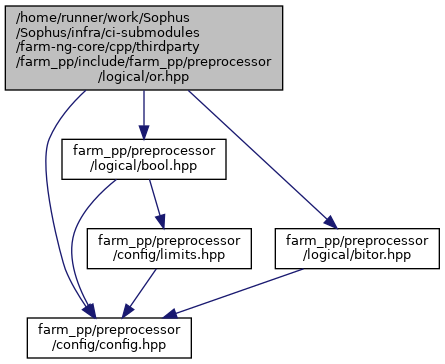 /home/runner/work/Sophus
/Sophus/infra/ci-submodules
/farm-ng-core/cpp/thirdparty
/farm_pp/include/farm_pp/preprocessor
/logical/or.hpp
farm_pp/preprocessor
/logical/bool.hpp
farm_pp/preprocessor
/config/limits.hpp
farm_pp/preprocessor
/logical/bitor.hpp
farm_pp/preprocessor
/config/config.hpp